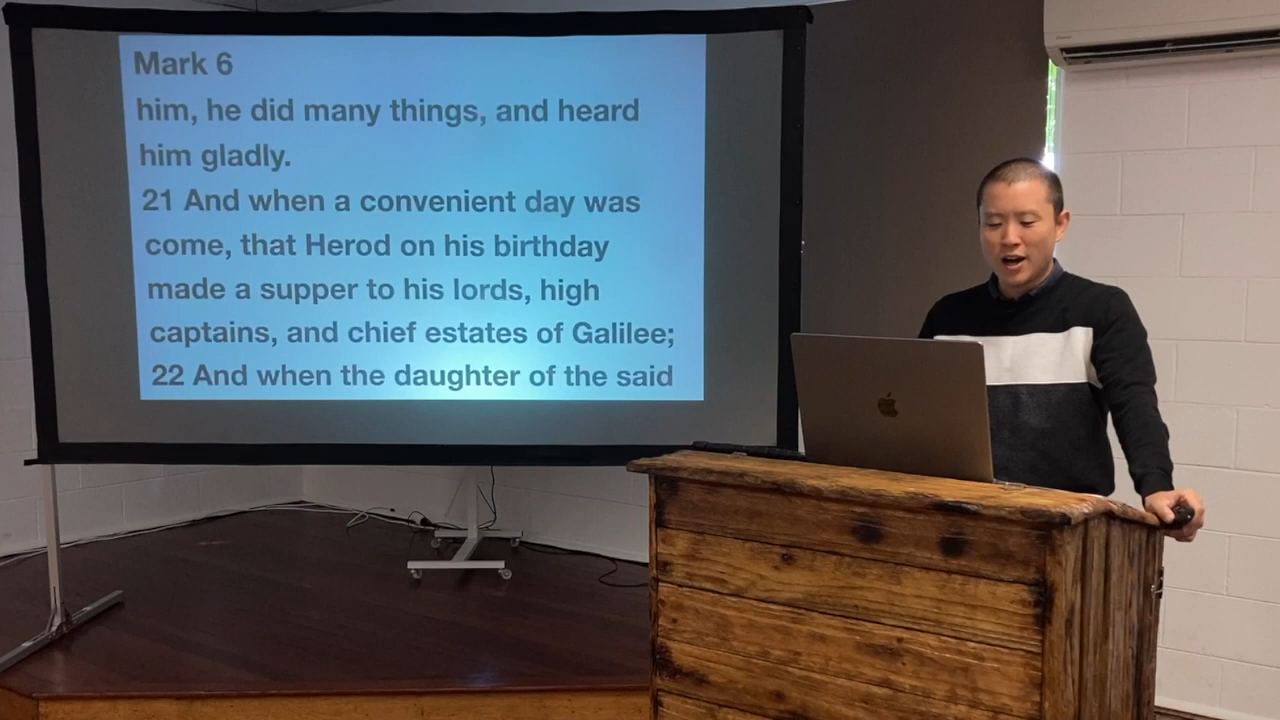 Mark 6
him, he did many things, and heard
him gladly.
21 And when a convenient day was
come, that Herod on his birthday
made a supper to his lords, high
captains, and chief estates of Galilee;
22 And when the daughter of the said